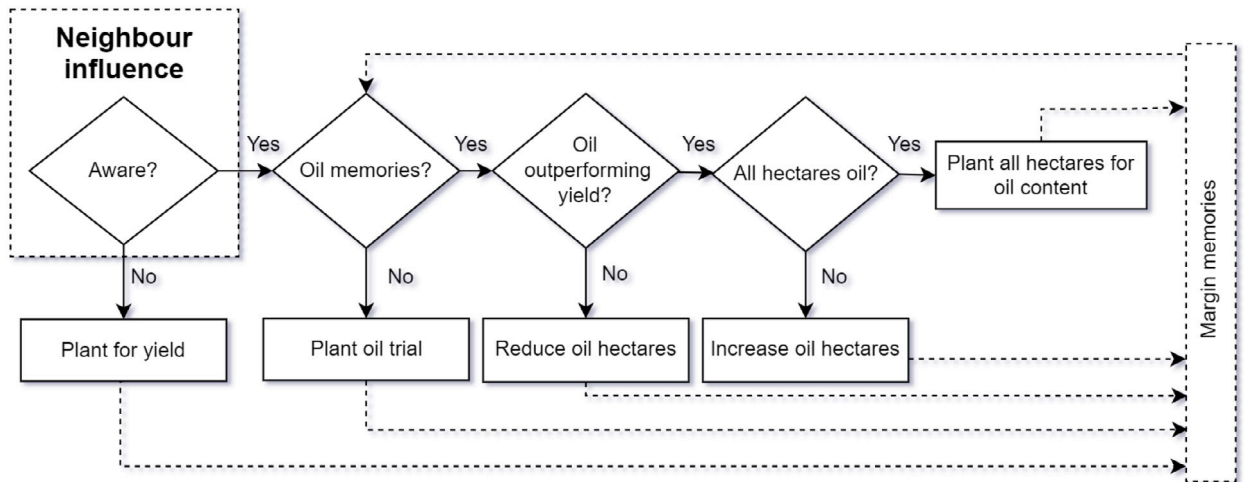 Neighbour
influence
Aware?
Yes
Oil memories?
Yes
Oil
outperforming
yield?
Yes
All hectares oil?
Yes
Plant all hectares for
oil content
No
No
No
No
Plant for yield
Plant oil trial
Reduce oil hectares
Increase oil hectares
Margin memories